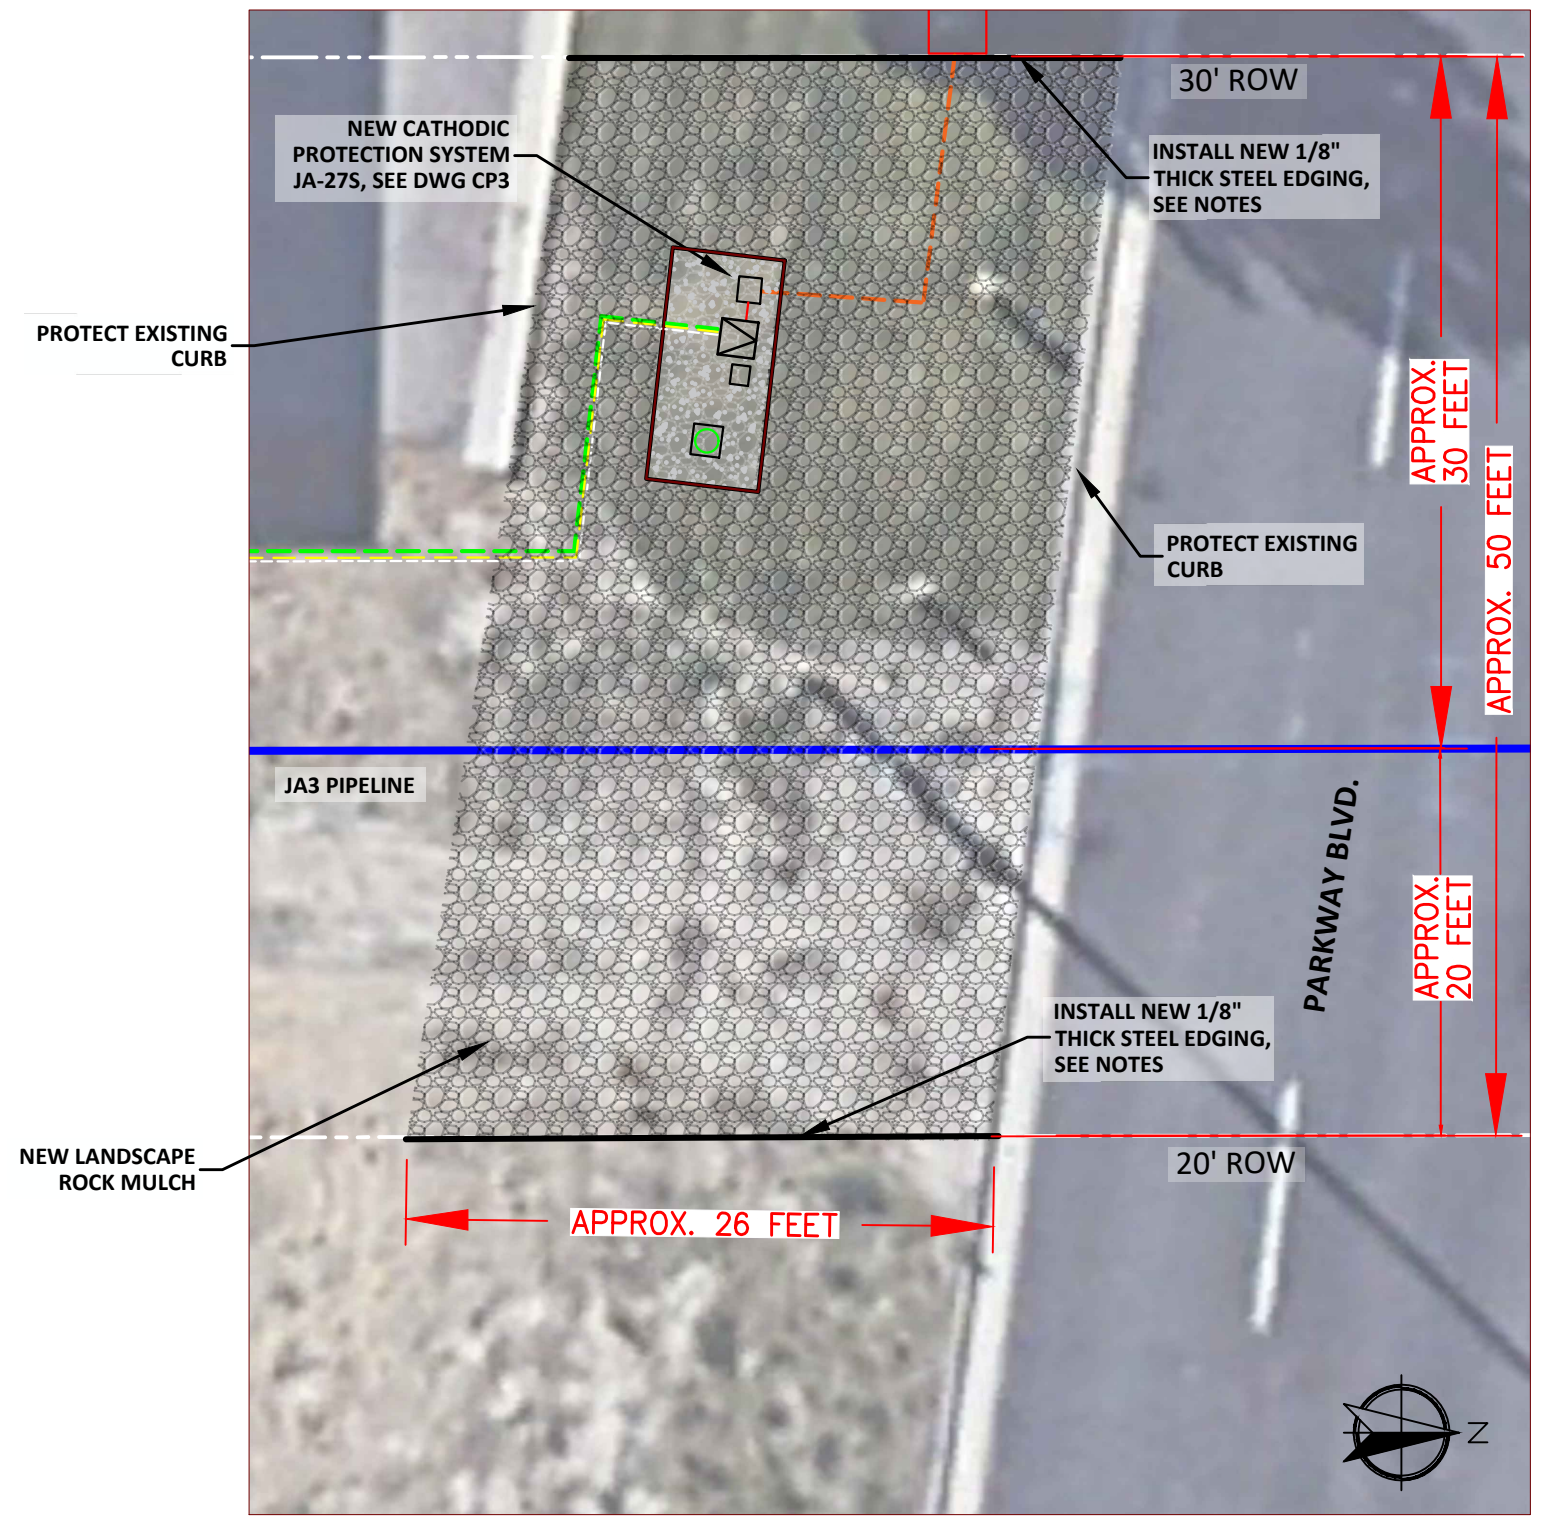 30' ROW
NEW CATHODIC
PROTECTION SYSTEM
JA-27S, SEE DWG CP3
INSTALL NEW 1/8"
THICK STEEL EDGING,
SEE NOTES
PROTECT EXISTING
CURB
APPROX.
30 FEET
APPROX. 50 FEET
PROTECT EXISTING
CURB
JA3 PIPELINE
PARKWAY BLVD.
APPROX.
20 FEET
INSTALL NEW 1/8"
THICK STEEL EDGING,
SEE NOTES
NEW LANDSCAPE
ROCK MULCH
20' ROW
APPROX. 26 FEET
N